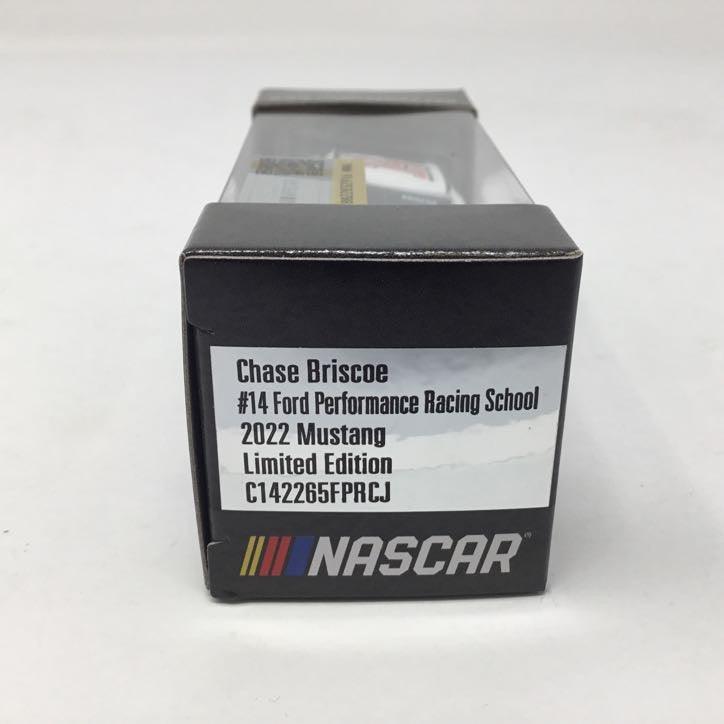 Chase Briscoe
#14 Ford Performance Racing School
2022 Mustang
Limited Edition
C142265FPRCJ
NASCAR